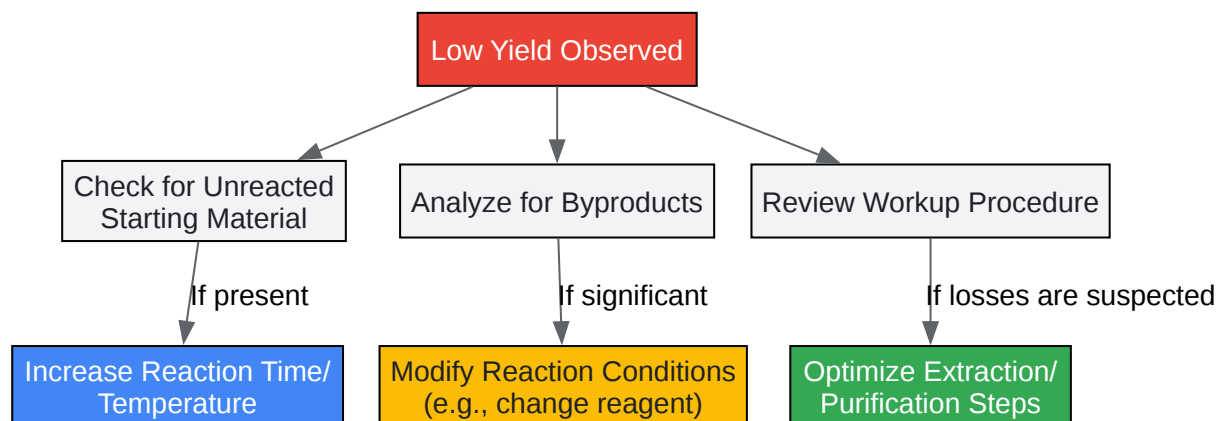 Low Yield Observed
Check for Unreacted
Starting Material
Analyze for Byproducts
Review Workup Procedure
If present
If significant
If losses are suspected
Increase Reaction Time/
Temperature
Modify Reaction Conditions
(e.g., change reagent)
Optimize Extraction/
Purification Steps